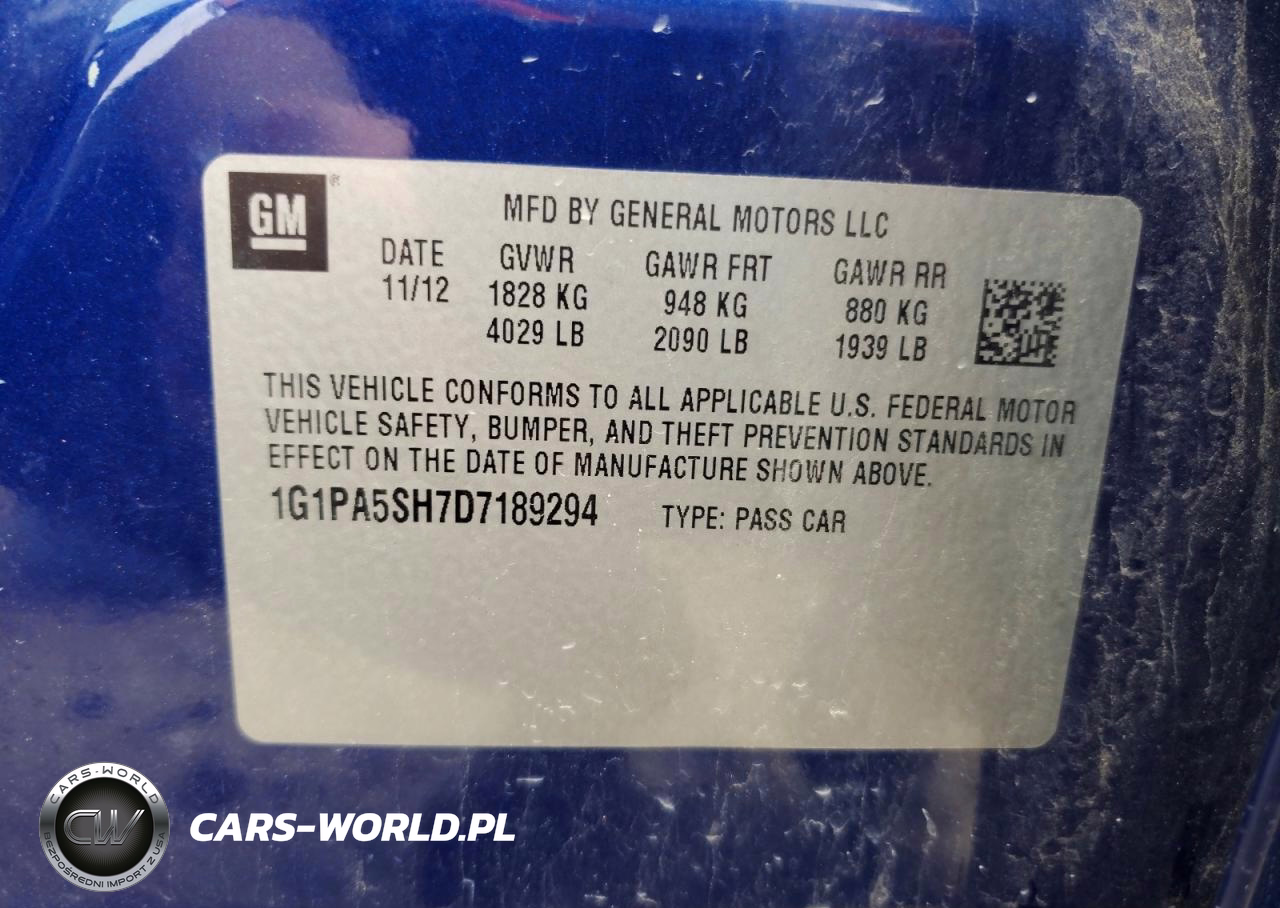 GM ®
MFD BY GENERAL MOTORS LLC
DATE GVWR GAWR FRT GAWR RR
11/12 1828 KG 948 KG 880 KG
4029 LB 2090 LB 1939 LB
THIS VEHICLE CONFORMS TO ALL APPLICABLE U.S. FEDERAL MOTOR
VEHICLE SAFETY, BUMPER, AND THEFT PREVENTION STANDARDS IN
EFFECT ON THE DATE OF MANUFACTURE SHOWN ABOVE.
1G1PA5SH7D7189294 TYPE: PASS CAR
CARS-WORLD
CW
BEZPOŚREDNI IMPORT Z USA
CARS-WORLD.PL